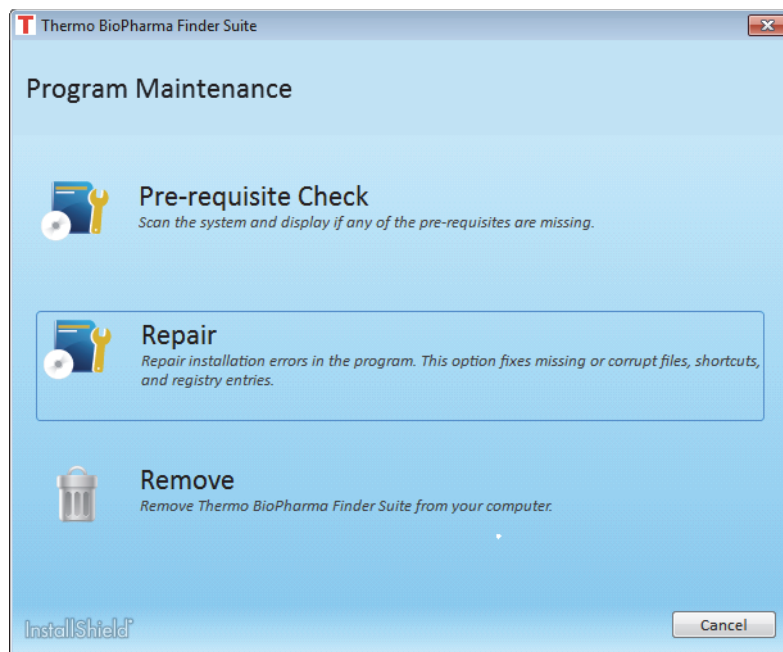 T Thermo BioPharma Finder Suite
Program Maintenance
Pre-requisite Check
Scan the system and display if any of the pre-requisites are missing.
Repair
Repair installation errors in the program. This option fixes missing or corrupt files, shortcuts,
and registry entries.
Remove
Remove Thermo BioPharma Finder Suite from your computer.
InstallShield
Cancel